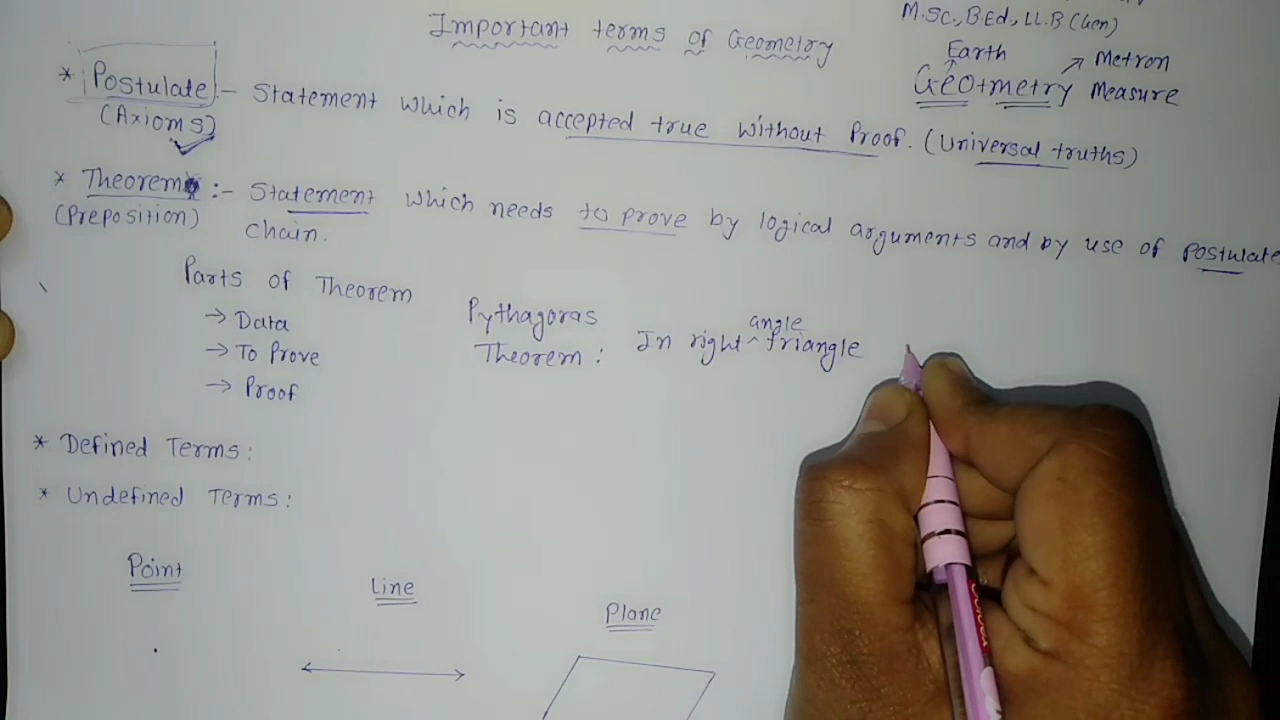 Important terms of Geometry
M.Sc., B.Ed., LL.B (Gen)
Earth
Metron
Geo+metry Measure
* Postulate :- Statement which is accepted true without Proof. (Universal truths)
(Axioms)
* Theorem :- Statement which needs to prove by logical arguments and by use of Postulate
(Preposition) chain.
Parts of Theorem
→ Data
→ To Prove
→ Proof
Pythagoras
Theorem : In right ^ triangle
angle
* Defined Terms:
* Undefined Terms:
Point
Line
Plane